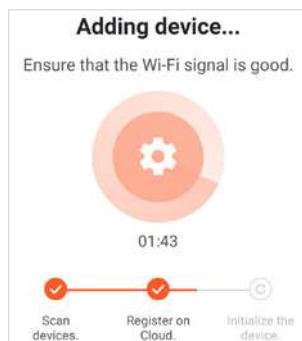 Adding device...
Ensure that the Wi-Fi signal is good.
01:43
Scan devices.
Register on Cloud.
Initialize the device.